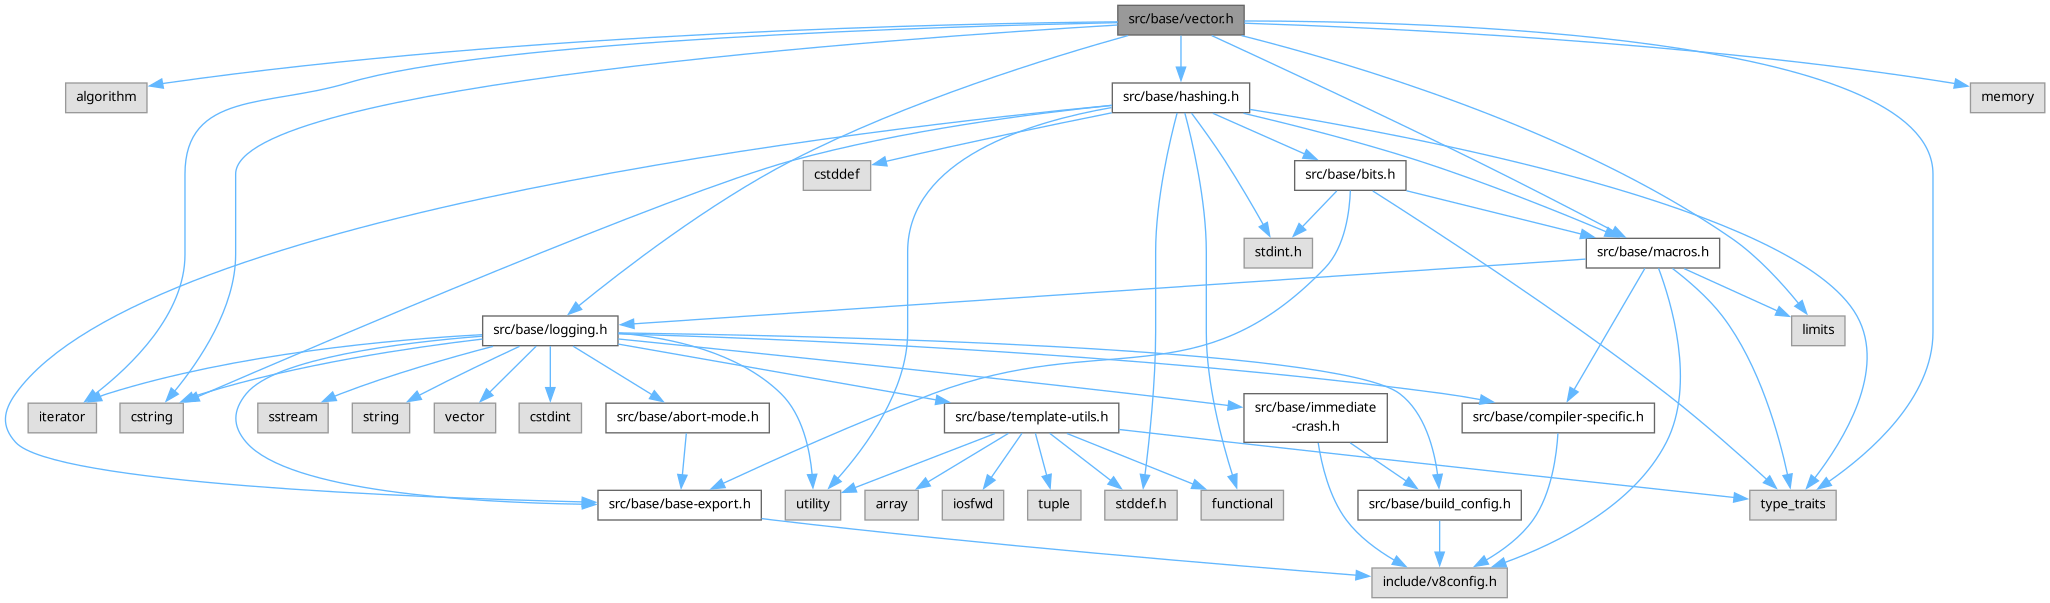 src/base/vector.h
algorithm
src/base/hashing.h
memory
cstddef
src/base/bits.h
stdint.h
src/base/macros.h
src/base/logging.h
limits
iterator
cstring
sstream
string
vector
cstdint
src/base/abort-mode.h
src/base/template-utils.h
src/base/immediate
-crash.h
src/base/compiler-specific.h
src/base/base-export.h
utility
array
iosfwd
tuple
stddef.h
functional
src/base/build_config.h
type_traits
include/v8config.h